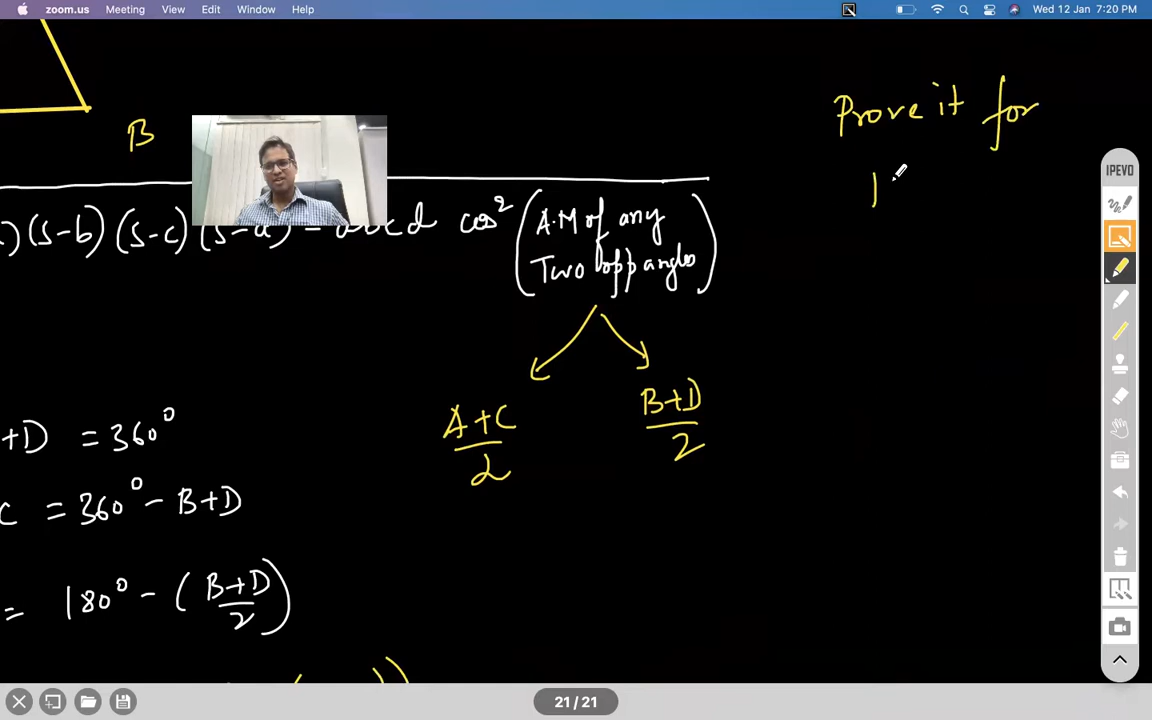 zoom.us Meeting View Edit Window Help Wed 12 Jan 7:20 PM
Prove it for
1
B
IPEVO
)(s-b)(s-c)(s-d) - abcd cos² (A.M of any
Two opp angles)
A+C/2 B+D/2
+D = 360°
C = 360° - B+D
= 180° - (B+D/2)
21/21